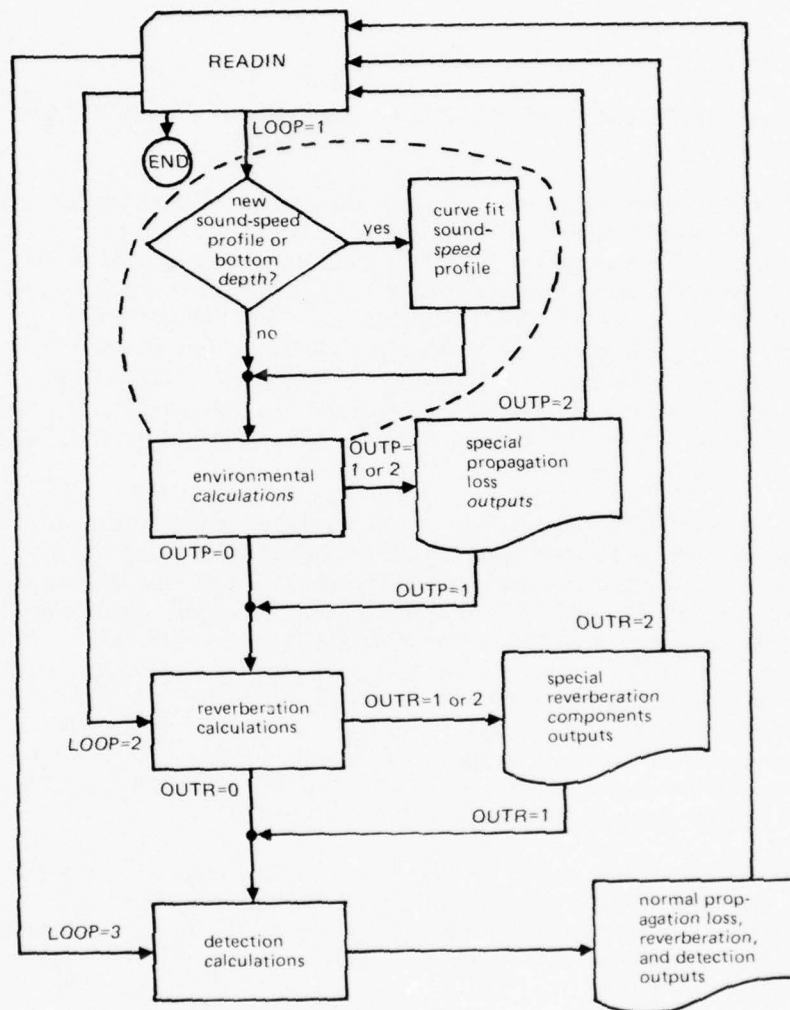 READIN
LOOP=1
END
new
sound-speed
profile or
bottom
depth?
yes
curve fit
sound-
speed
profile
no
OUTP=2
environmental
calculations
OUTP=
1 or 2
special
propagation
loss
outputs
OUTP=0
OUTP=1
OUTR=2
reverberation
calculations
LOOP=2
OUTR=1 or 2
special
reverberation
components
outputs
OUTR=0
OUTR=1
LOOP=3
detection
calculations
normal prop-
agation loss,
reverberation,
and detection
outputs